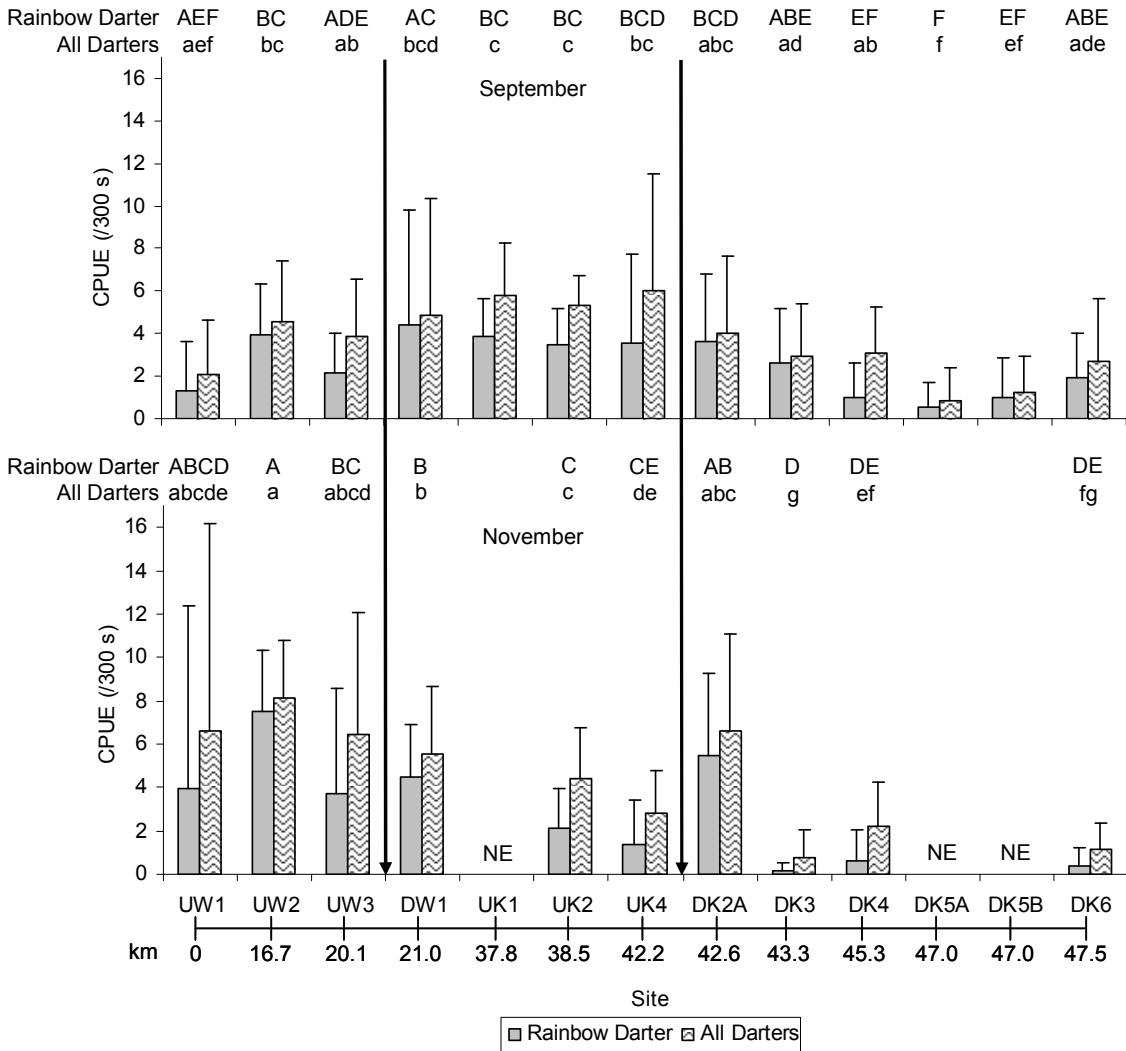 Rainbow Darter AEF BC ADE AC BC BC BCD BCD ABE EF F EF ABE
All Darters aef bc ab bcd c c bc abc ad ab f ef ade
16
14
12
10
8
6
4
2
0
CPUE (/300 s)
September
Rainbow Darter ABCD A BC B C CE AB D DE DE
All Darters abcde a abcd b c de abc g ef fg
16
14
12
10
8
6
4
2
0
CPUE (/300 s)
November
NE NE NE
UW1 UW2 UW3 DW1 UK1 UK2 UK4 DK2A DK3 DK4 DK5A DK5B DK6
km 0 16.7 20.1 21.0 37.8 38.5 42.2 42.6 43.3 45.3 47.0 47.0 47.5
Site
Rainbow Darter All Darters